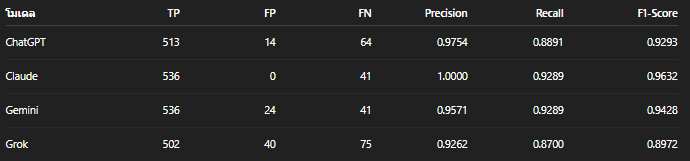 โมเดล TP FP FN Precision Recall F1-Score
ChatGPT 513 14 64 0.9754 0.8891 0.9293
Claude 536 0 41 1.0000 0.9289 0.9632
Gemini 536 24 41 0.9571 0.9289 0.9428
Grok 502 40 75 0.9262 0.8700 0.8972